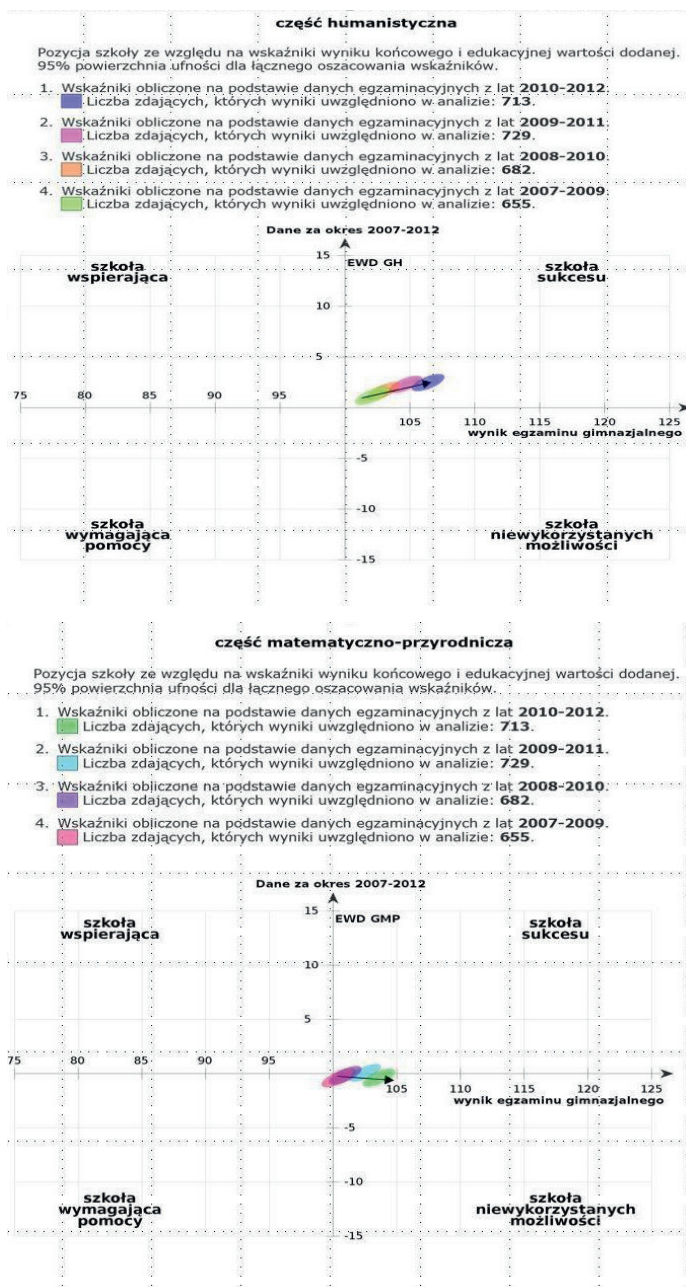 część humanistyczna
Pozycja szkoły ze względu na wskaźniki wyniku końcowego i edukacyjnej wartości dodanej.
95% powierzchnia ufności dla łącznego oszacowania wskaźników.
1. Wskaźniki obliczone na podstawie danych egzaminacyjnych z lat 2010-2012.
Liczba zdających, których wyniki uwzględniono w analizie: 713.
2. Wskaźniki obliczone na podstawie danych egzaminacyjnych z lat 2009-2011.
Liczba zdających, których wyniki uwzględniono w analizie: 729.
3. Wskaźniki obliczone na podstawie danych egzaminacyjnych z lat 2008-2010.
Liczba zdających, których wyniki uwzględniono w analizie: 682.
4. Wskaźniki obliczone na podstawie danych egzaminacyjnych z lat 2007-2009.
Liczba zdających, których wyniki uwzględniono w analizie: 655.
Dane za okres 2007-2012
15
EWD GH
szkoła
wspierająca
szkoła
sukcesu
10
5
75 80 85 90 95 105 110 115 120 125
wynik egzaminu gimnazjalnego
-5
-10
szkoła
wymagająca
pomocy
szkoła
niewykorzystanych
możliwości
-15
część matematyczno-przyrodnicza
Pozycja szkoły ze względu na wskaźniki wyniku końcowego i edukacyjnej wartości dodanej.
95% powierzchnia ufności dla łącznego oszacowania wskaźników.
1. Wskaźniki obliczone na podstawie danych egzaminacyjnych z lat 2010-2012.
Liczba zdających, których wyniki uwzględniono w analizie: 713.
2. Wskaźniki obliczone na podstawie danych egzaminacyjnych z lat 2009-2011.
Liczba zdających, których wyniki uwzględniono w analizie: 729.
3. Wskaźniki obliczone na podstawie danych egzaminacyjnych z lat 2008-2010.
Liczba zdających, których wyniki uwzględniono w analizie: 682.
4. Wskaźniki obliczone na podstawie danych egzaminacyjnych z lat 2007-2009.
Liczba zdających, których wyniki uwzględniono w analizie: 655.
Dane za okres 2007-2012
15
EWD GMP
szkoła
wspierająca
szkoła
sukcesu
10
5
75 80 85 90 95 105 110 115 120 125
wynik egzaminu gimnazjalnego
-5
-10
szkoła
wymagająca
pomocy
szkoła
niewykorzystanych
możliwości
-15